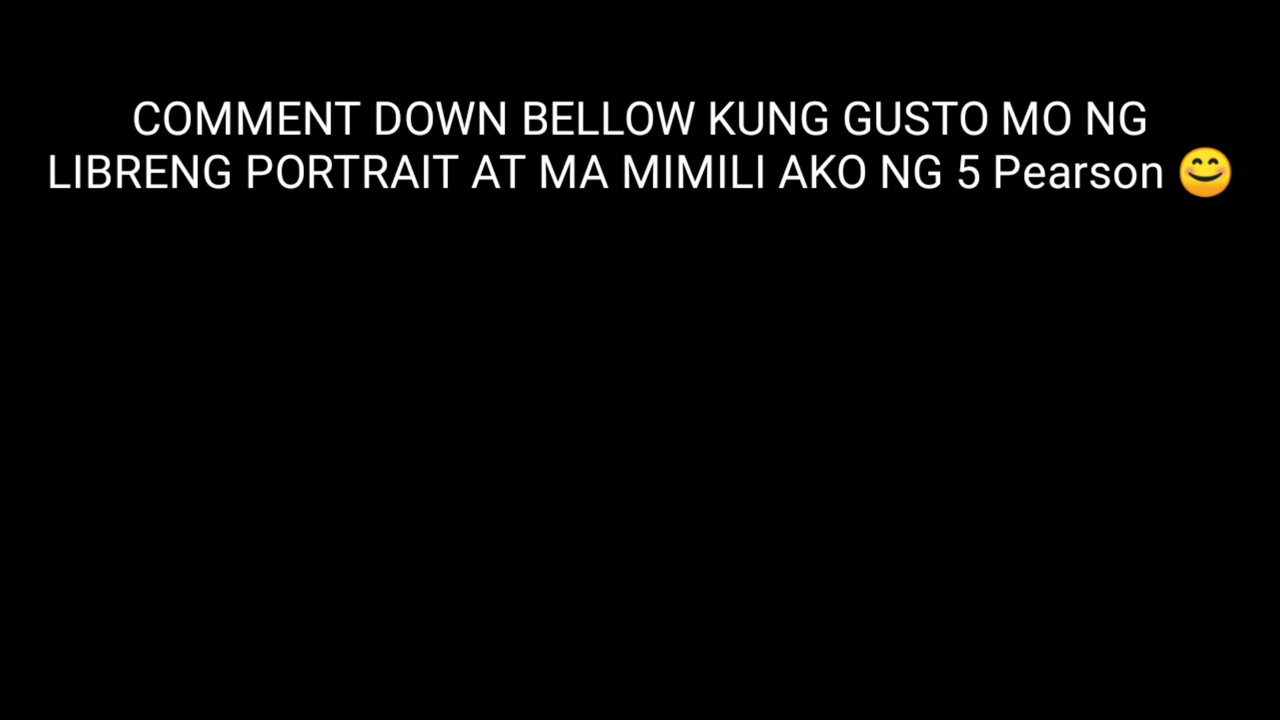 COMMENT DOWN BELLOW KUNG GUSTO MO NG
LIBRENG PORTRAIT AT MA MIMILI AKO NG 5 Pearson 😊